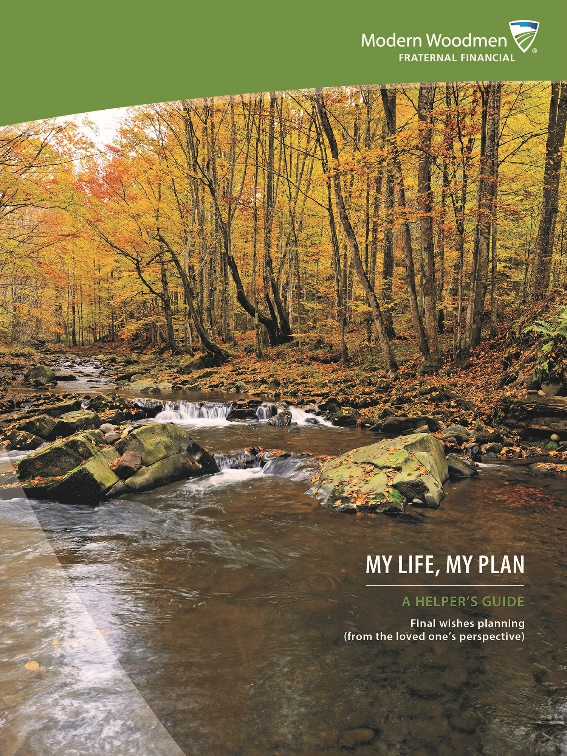 Modern Woodmen
FRATERNAL FINANCIAL
®
MY LIFE, MY PLAN
A HELPER'S GUIDE
Final wishes planning
(from the loved one's perspective)